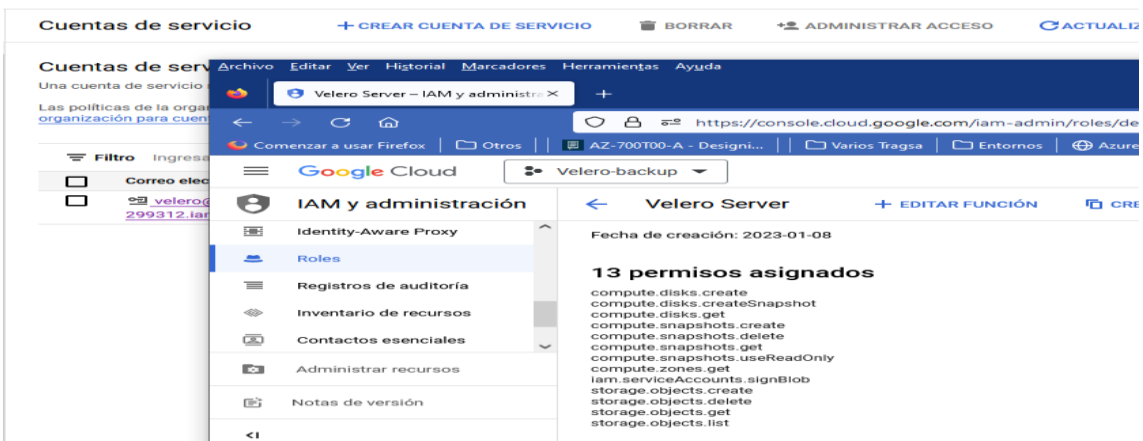 Cuentas de servicio
+ CREAR CUENTA DE SERVICIO
BORRAR
ADMINISTRAR ACCESO
ACTUALIZ
Cuentas de serv
Una cuenta de servicio
Las políticas de la orga
organización para cuen
Filtro Ingresa
Correo elec
velero@
299312.iar
Archivo Editar Ver Historial Marcadores Herramientas Ayuda
Velero Server – IAM y administra
https://console.cloud.google.com/iam-admin/roles/de
Comenzar a usar Firefox
Otros
AZ-700T00-A - Designi...
Varios Tragsa
Entornos
Azure
Google Cloud
Velero-backup
IAM y administración
Identity-Aware Proxy
Roles
Registros de auditoría
Inventario de recursos
Contactos esenciales
Administrar recursos
Notas de versión
Velero Server
+ EDITAR FUNCIÓN
CRE
Fecha de creación: 2023-01-08
13 permisos asignados
compute.disks.create
compute.disks.createSnapshot
compute.disks.get
compute.snapshots.create
compute.snapshots.delete
compute.snapshots.get
compute.snapshots.useReadOnly
compute.zones.get
iam.serviceAccounts.signBlob
storage.objects.create
storage.objects.delete
storage.objects.get
storage.objects.list